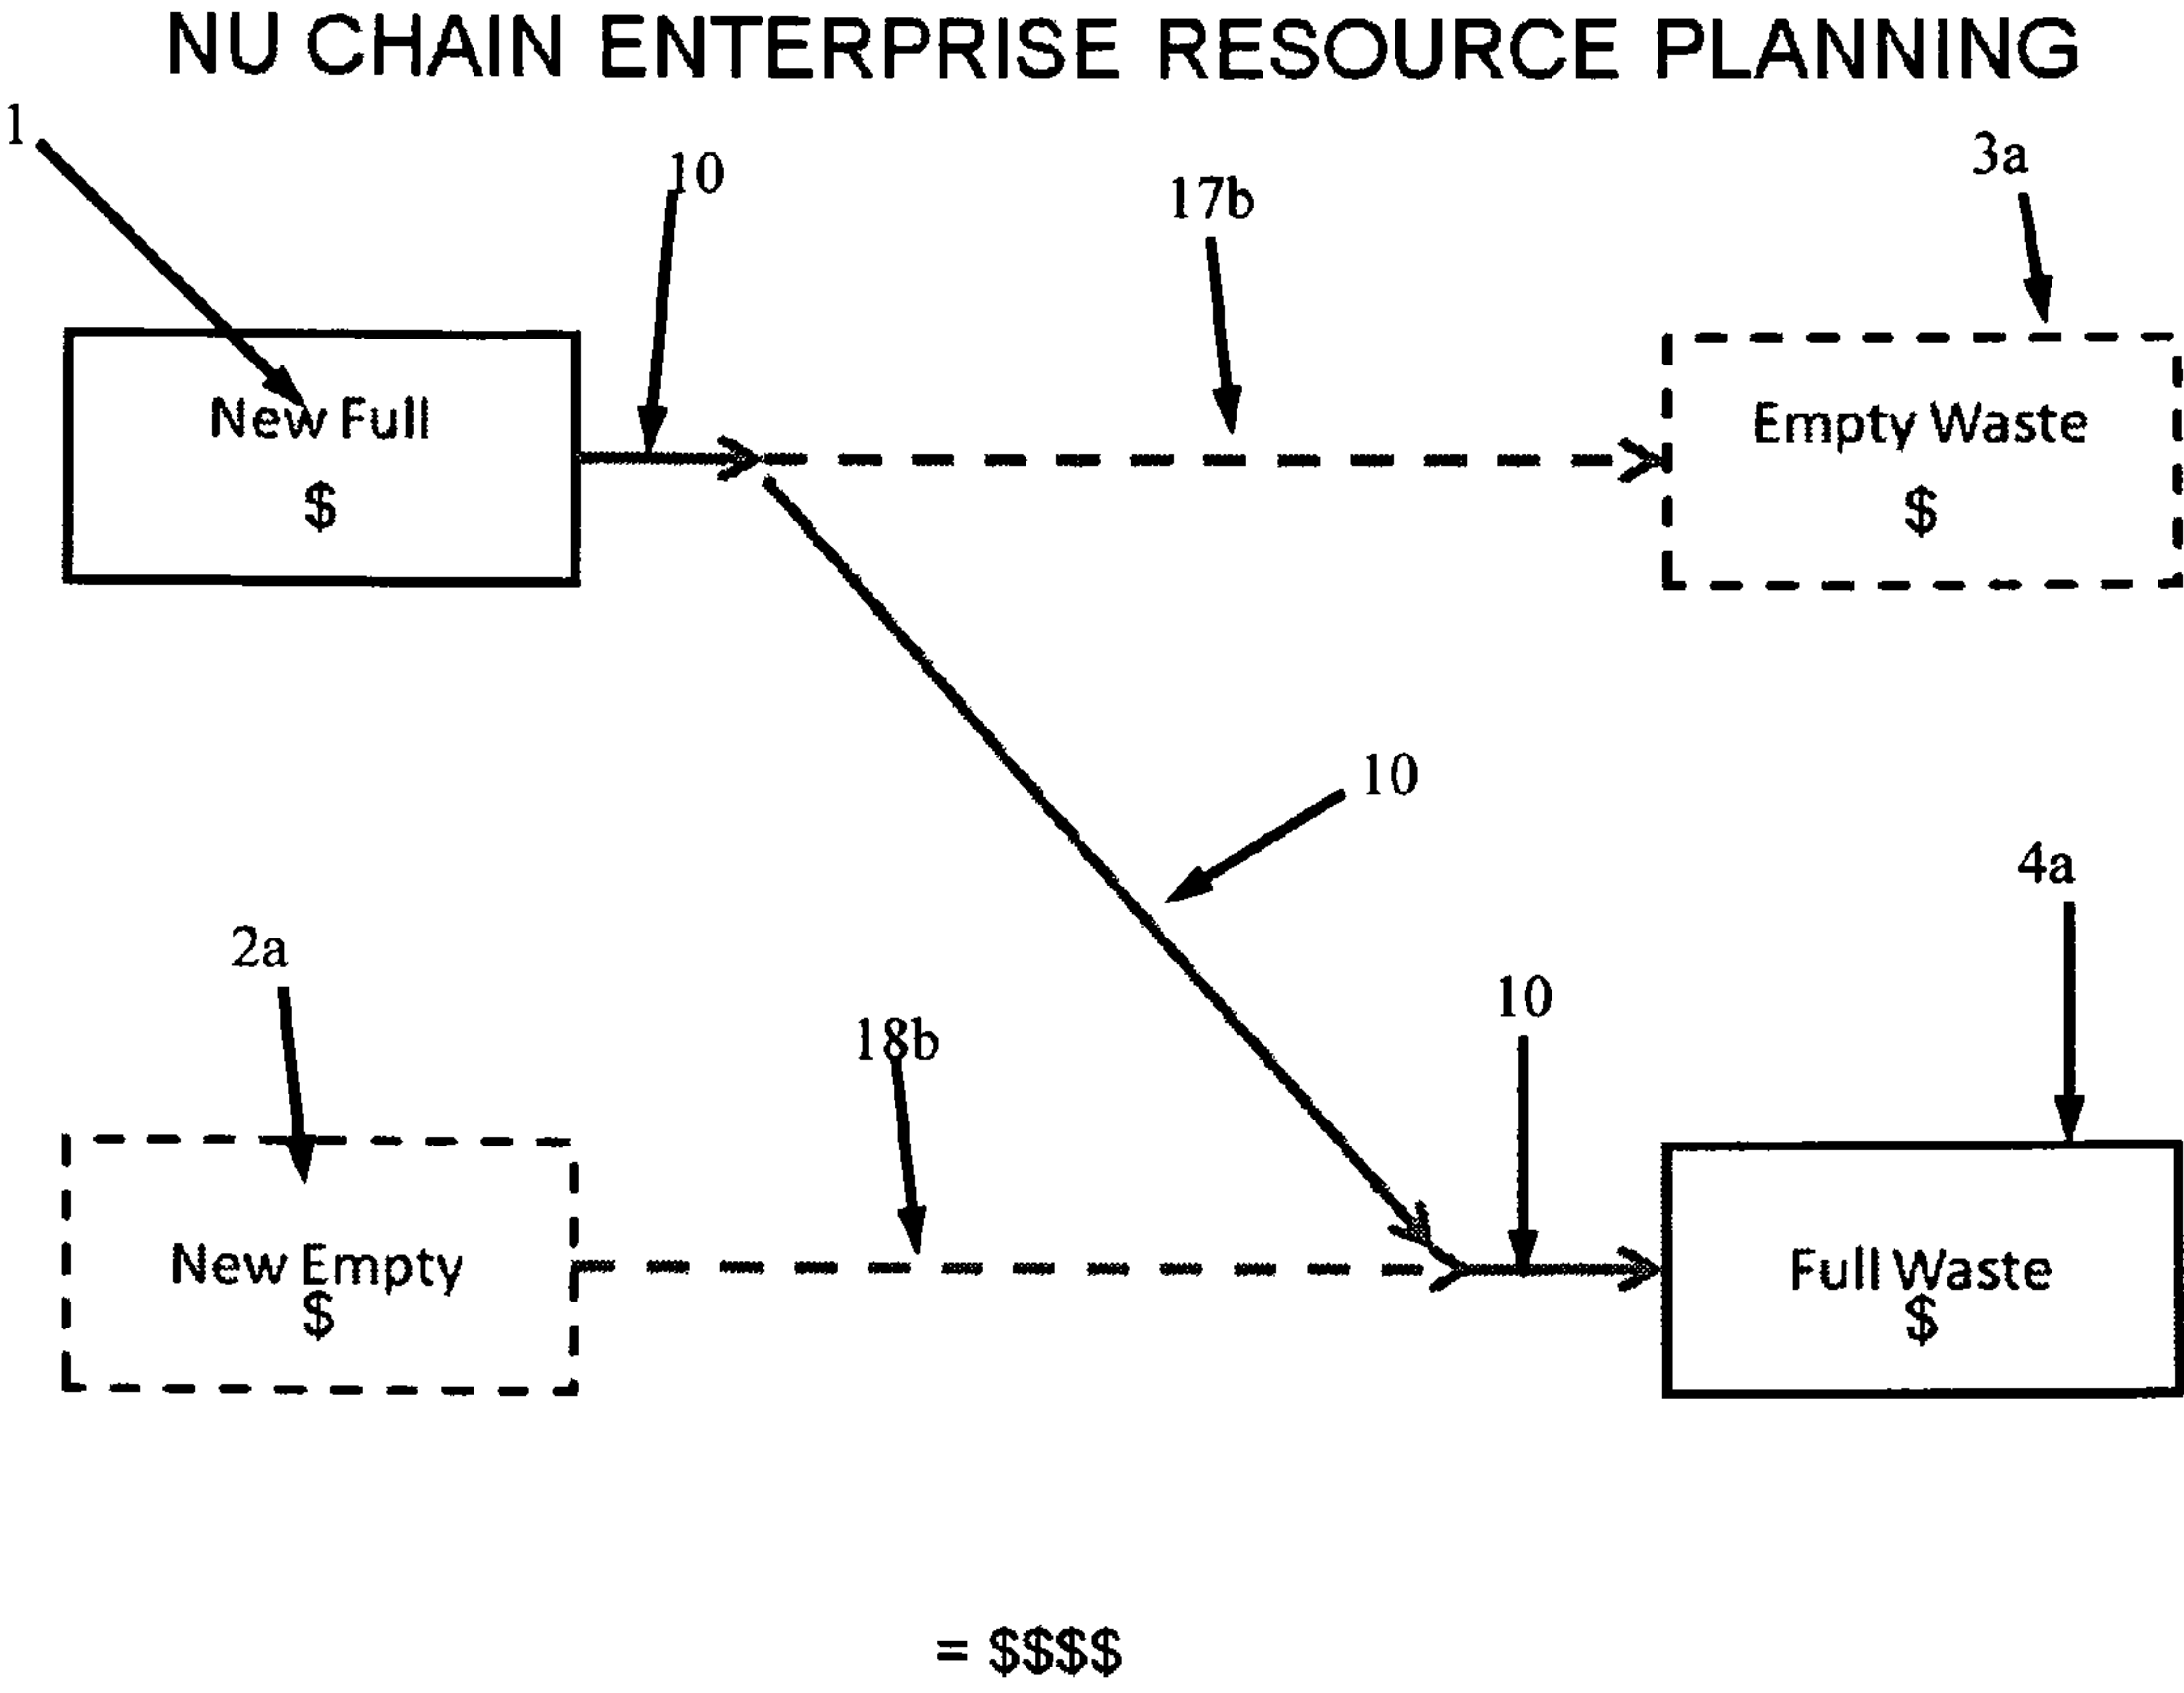 NU CHAIN ENTERPRISE RESOURCE PLANNING
1
10
17b
3a
New Full
$
Empty Waste
$
10
4a
2a
10
18b
New Empty
$
Full Waste
$
= $$$$